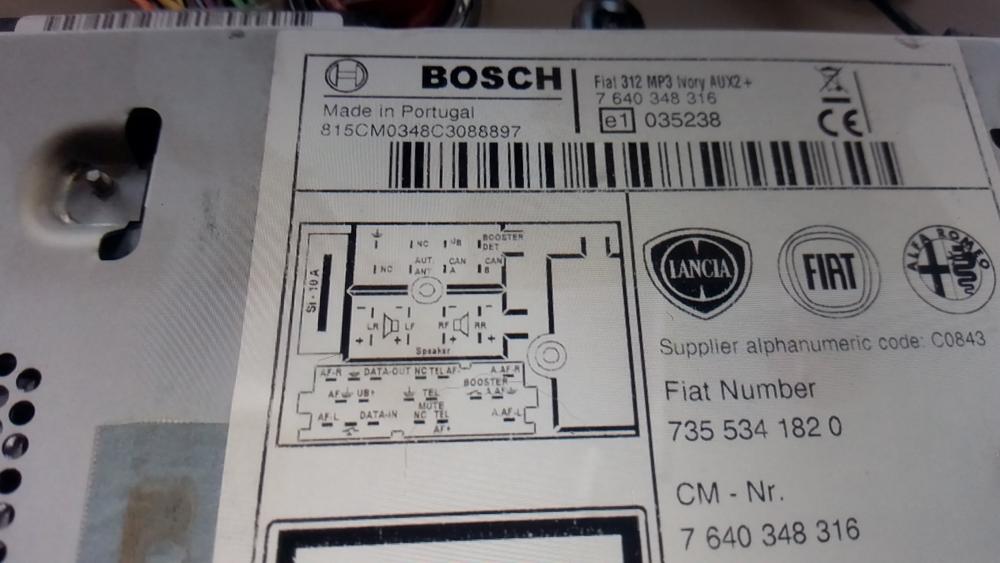 BOSCH
Made in Portugal
815CM0348C3088897
Fiat 312 MP3 Ivory AUX2+
7 640 348 316
e1 035238
CE
NC UB BOOSTER DET
NC AUT. ANT CAN A CAN B
SI - 10 A
LR LF RF RR
Speaker
AF-R DATA-OUT NC TEL AF- A.AF-R
BOOSTER
AF UB+ TEL MUTE A.AF
AF-L DATA-IN NC TEL AF+ A.AF-L
LANCIA
FIAT
ALFA ROMEO
Supplier alphanumeric code: C0843
Fiat Number
735 534 182 0
CM - Nr.
7 640 348 316